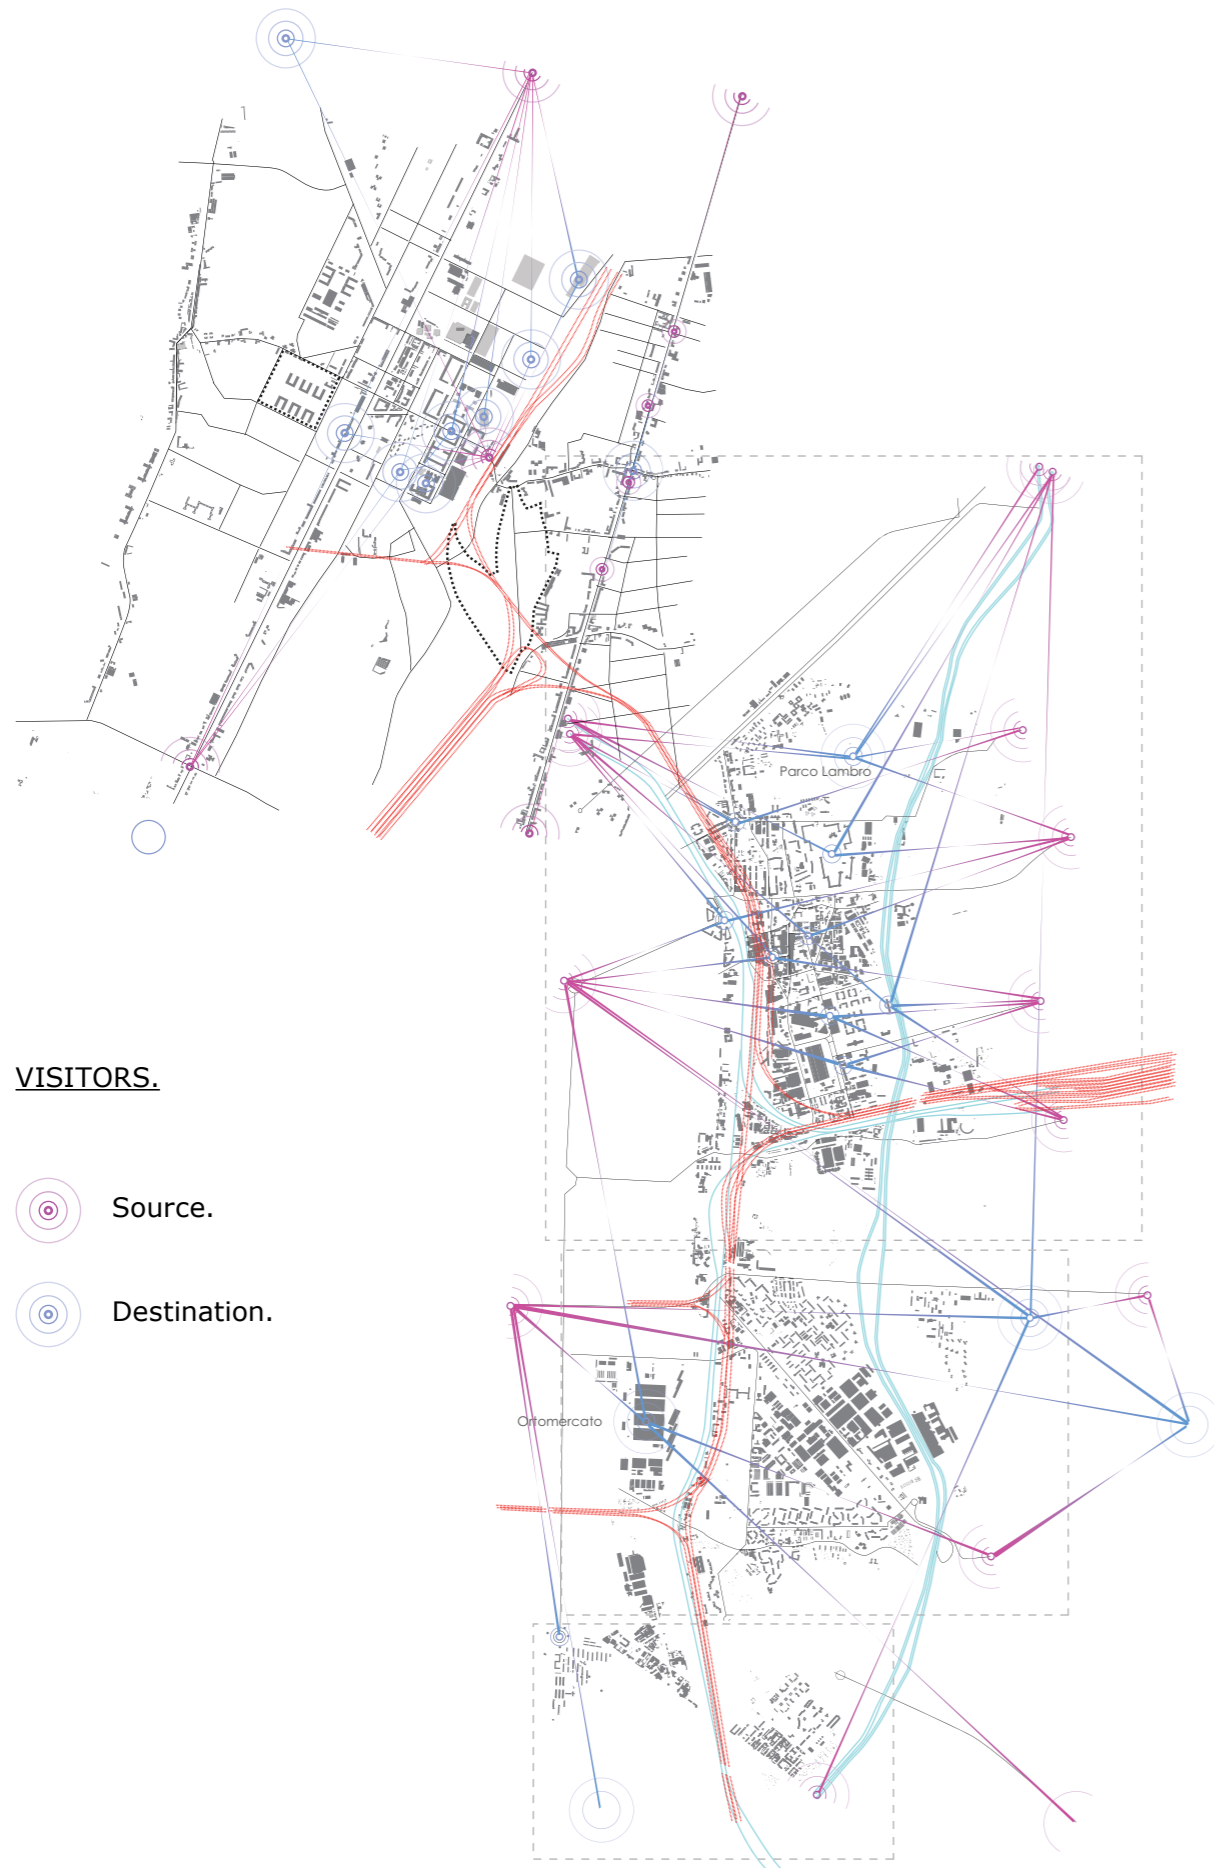 Parco Lambro
VISITORS.
Source.
Destination.
Ortomercato